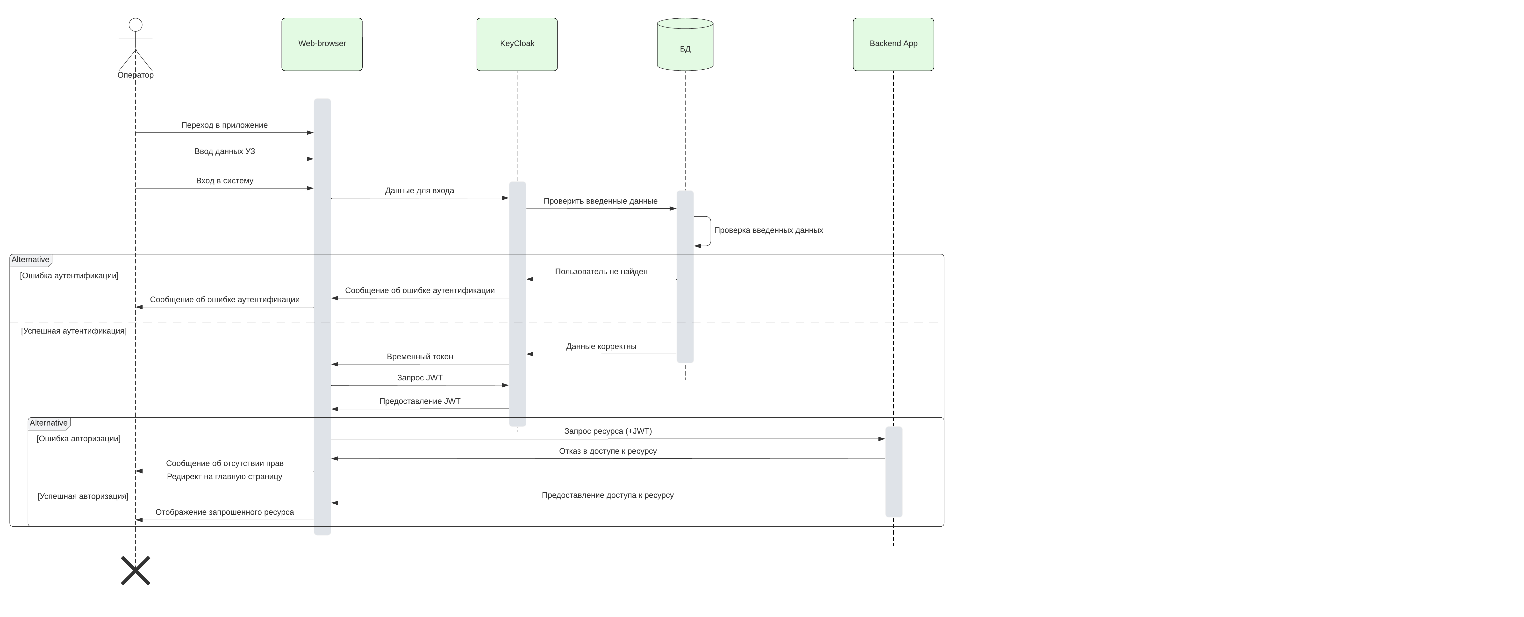 Web-browser
KeyCloak
БД
Backend App
Оператор
Переход в приложение
Ввод данных УЗ
Вход в систему
Данные для входа
Проверить введенные данные
Проверка введенных данных
Alternative
[Ошибка аутентификации]
Пользователь не найден
Сообщение об ошибке аутентификации
Сообщение об ошибке аутентификации
[Успешная аутентификация]
Данные корректны
Временный токен
Запрос JWT
Предоставление JWT
Alternative
[Ошибка авторизации]
Запрос ресурса (+JWT)
Отказ в доступе к ресурсу
Сообщение об отсутствии прав
Редирект на главную страницу
[Успешная авторизация]
Предоставление доступа к ресурсу
Отображение запрошенного ресурса